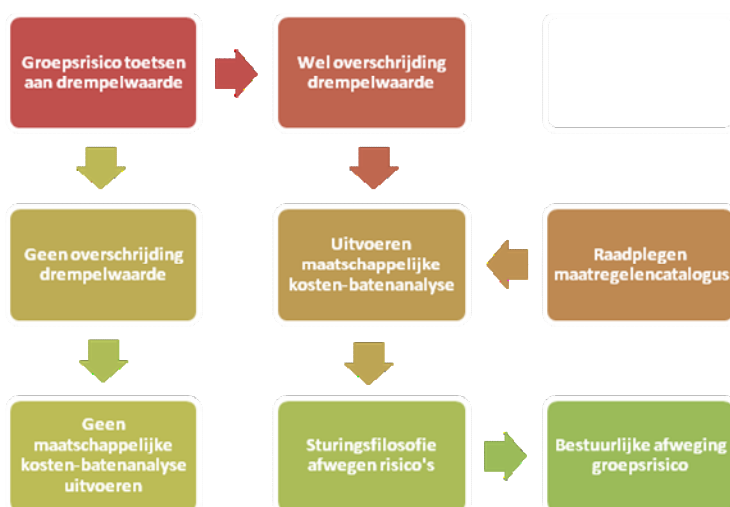 Groepsrisico toetsen
aan drempelwaarde
Wel overschrijding
drempelwaarde
Geen overschrijding
drempelwaarde
Uitvoeren
maatschappelijke
kosten-batenanalyse
Raadplegen
maatregelencatalogus
Geen
maatschappelijke
kosten-batenanalyse
uitvoeren
Sturingsfilosofie
afwegen risico's
Bestuurlijke afweging
groepsrisico